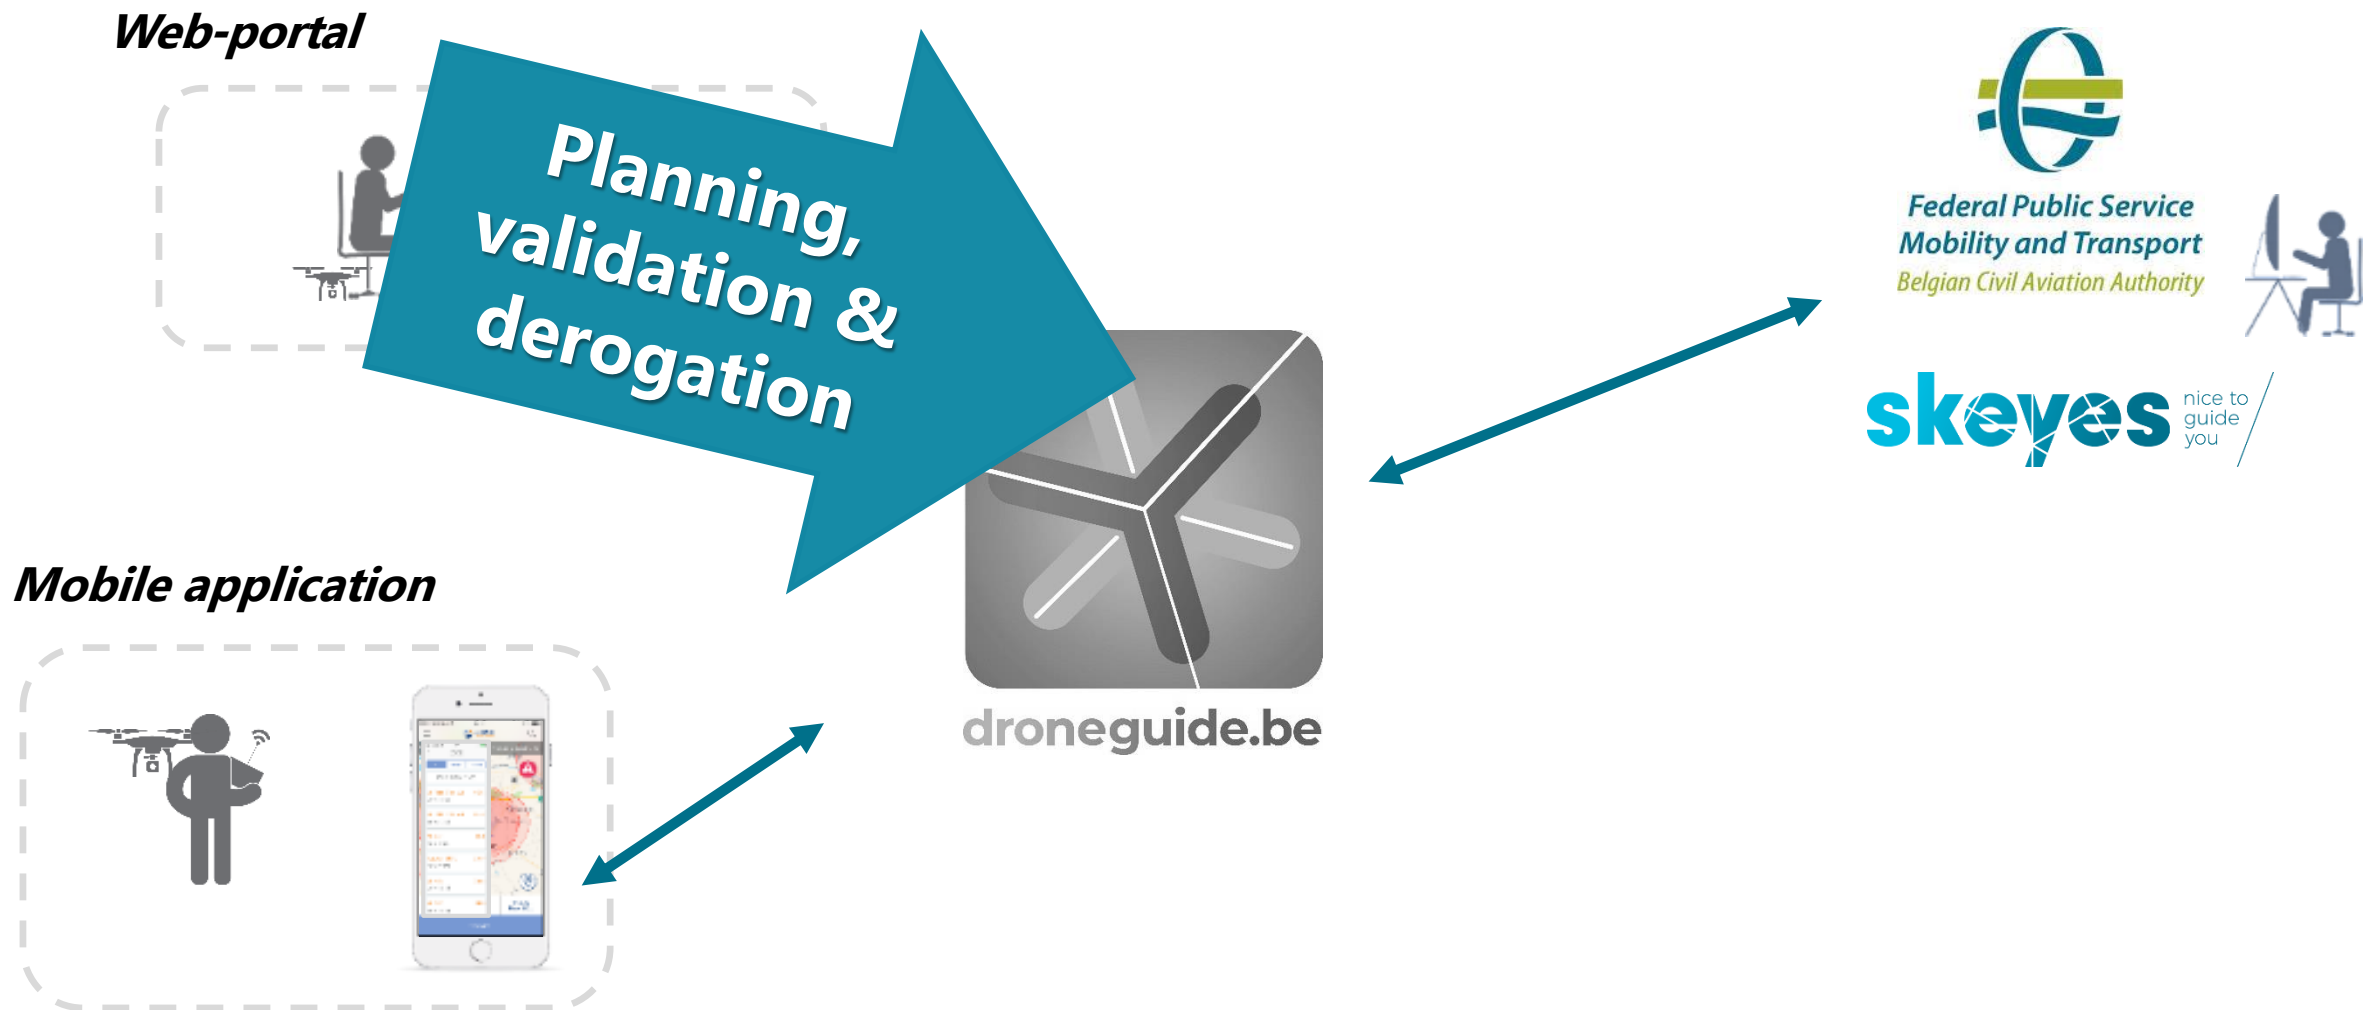 Web-portal
Planning,
validation &
derogation
Federal Public Service
Mobility and Transport
Belgian Civil Aviation Authority
skeyes
nice to
guide
you
Mobile application
droneguide.be